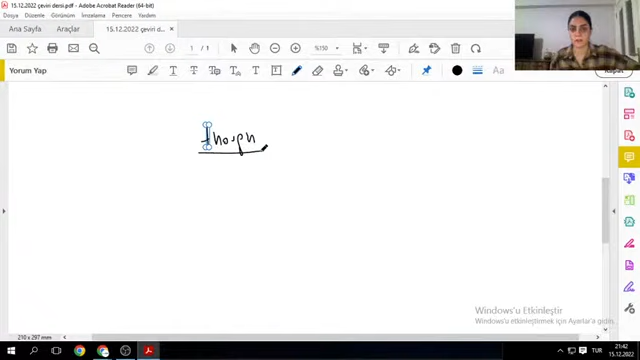 15.12.2022 çeviri dersi.pdf - Adobe Acrobat Reader (64-bit)
Dosya Düzenle Görünüm İmzalama Pencere Yardım
Ana Sayfa Araçlar 15.12.2022 çeviri d... ×
1 / 1 %150
Yorum Yap
Windows'u Etkinleştir
Windows'u etkinleştirmek için Ayarlar'a gidin.
210 x 297 mm
TUR 21:42
15.12.2022